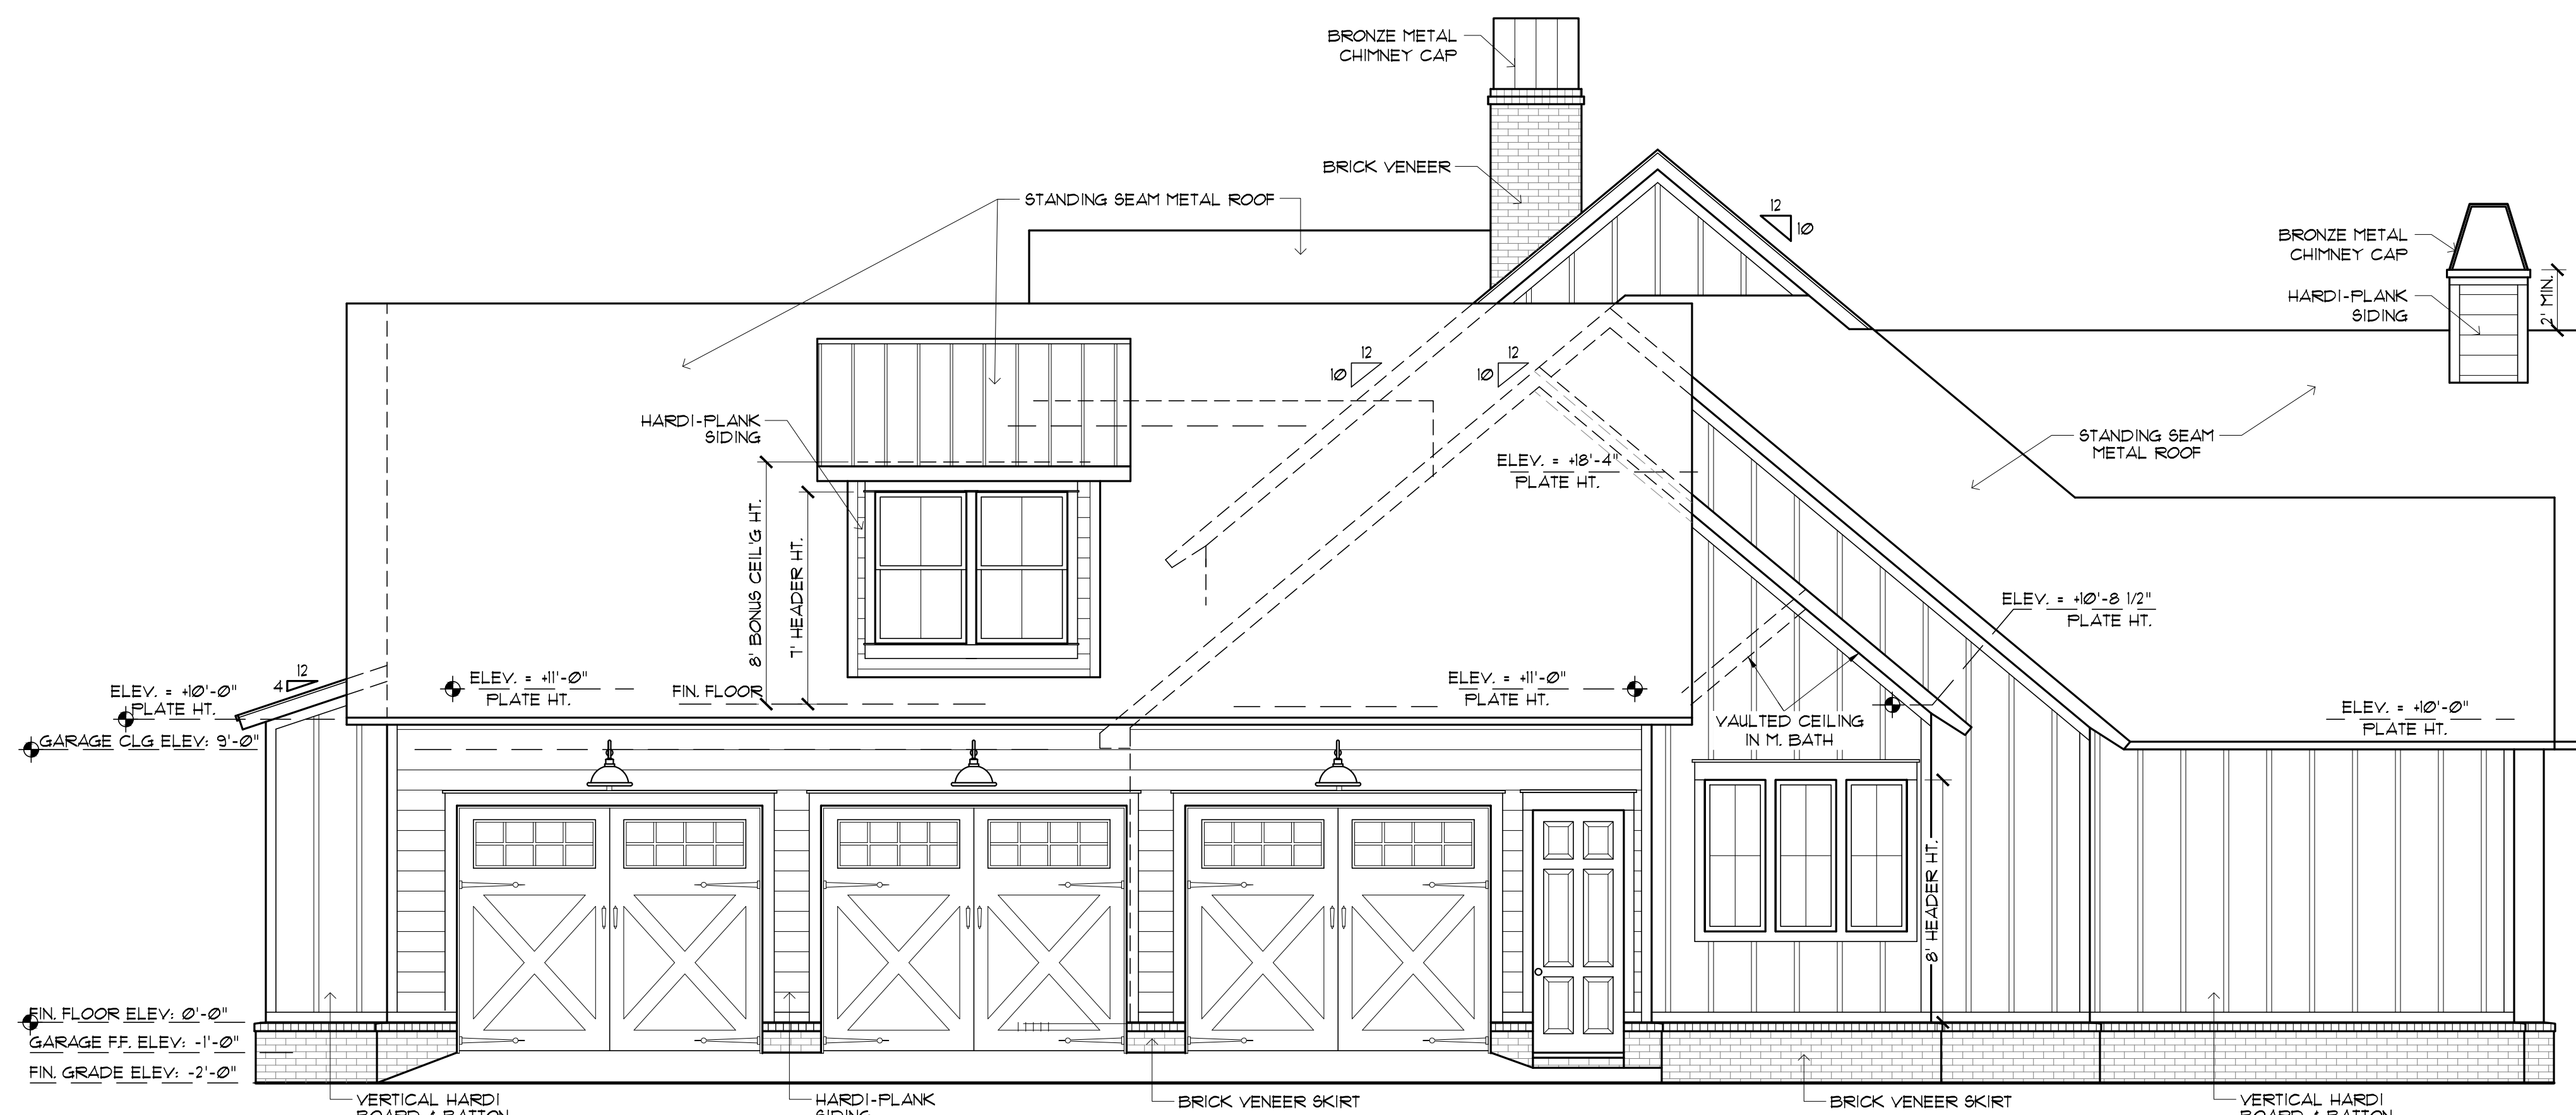 BRONZE METAL
CHIMNEY CAP
BRICK VENEER
STANDING SEAM METAL ROOF
12
10
BRONZE METAL
CHIMNEY CAP
HARDI-PLANK
SIDING
2' MIN.
12
10
12
10
HARDI-PLANK
SIDING
STANDING SEAM
METAL ROOF
ELEV. = +18'-4"
PLATE HT.
8' BONUS CEIL'G HT.
7' HEADER HT.
ELEV. = +10'-8 1/2"
PLATE HT.
12
4
ELEV. = +10'-0"
PLATE HT.
ELEV. = +11'-0"
PLATE HT.
FIN. FLOOR
ELEV. = +11'-0"
PLATE HT.
VAULTED CEILING
IN M. BATH
ELEV. = +10'-0"
PLATE HT.
GARAGE CLG ELEV: 9'-0"
8' HEADER HT.
FIN. FLOOR ELEV: 0'-0"
GARAGE F.F. ELEV: -1'-0"
FIN. GRADE ELEV: -2'-0"
VERTICAL HARDI
BOARD & BATTON
HARDI-PLANK
SIDING
BRICK VENEER SKIRT
BRICK VENEER SKIRT
VERTICAL HARDI
BOARD & BATTON